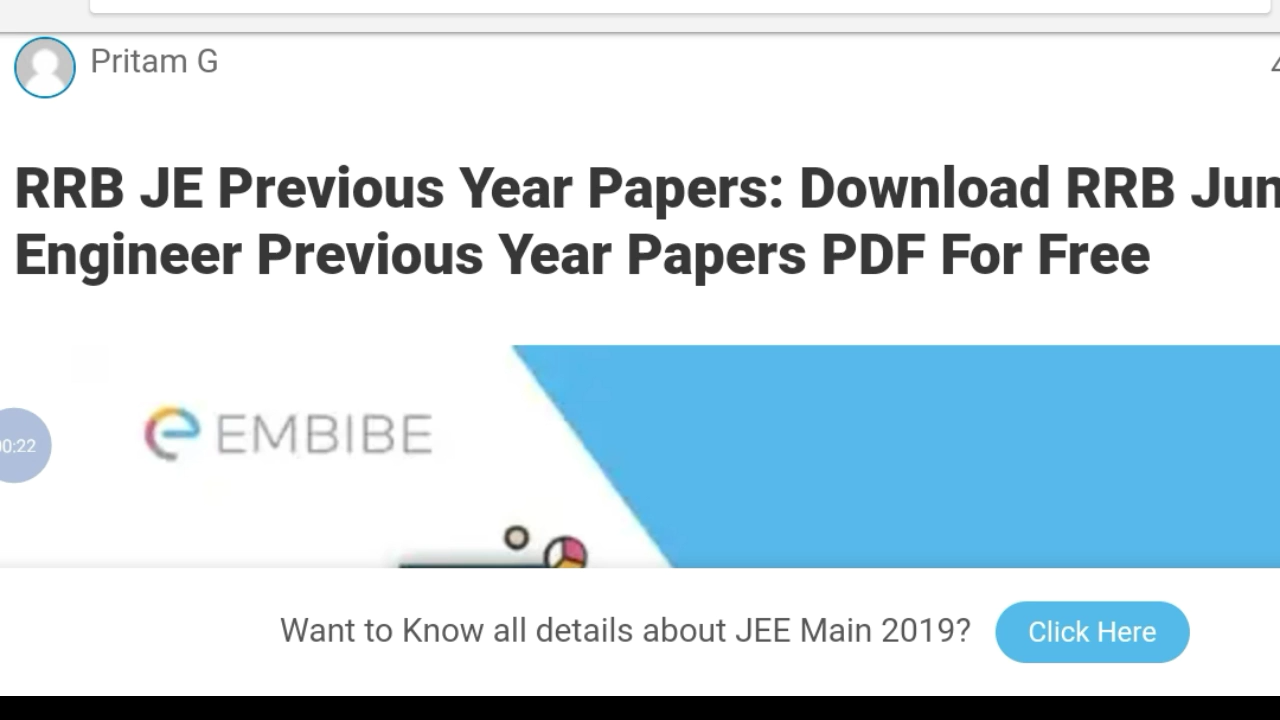 Pritam G
RRB JE Previous Year Papers: Download RRB Jun
Engineer Previous Year Papers PDF For Free
EMBIBE
00:22
Want to Know all details about JEE Main 2019?
Click Here